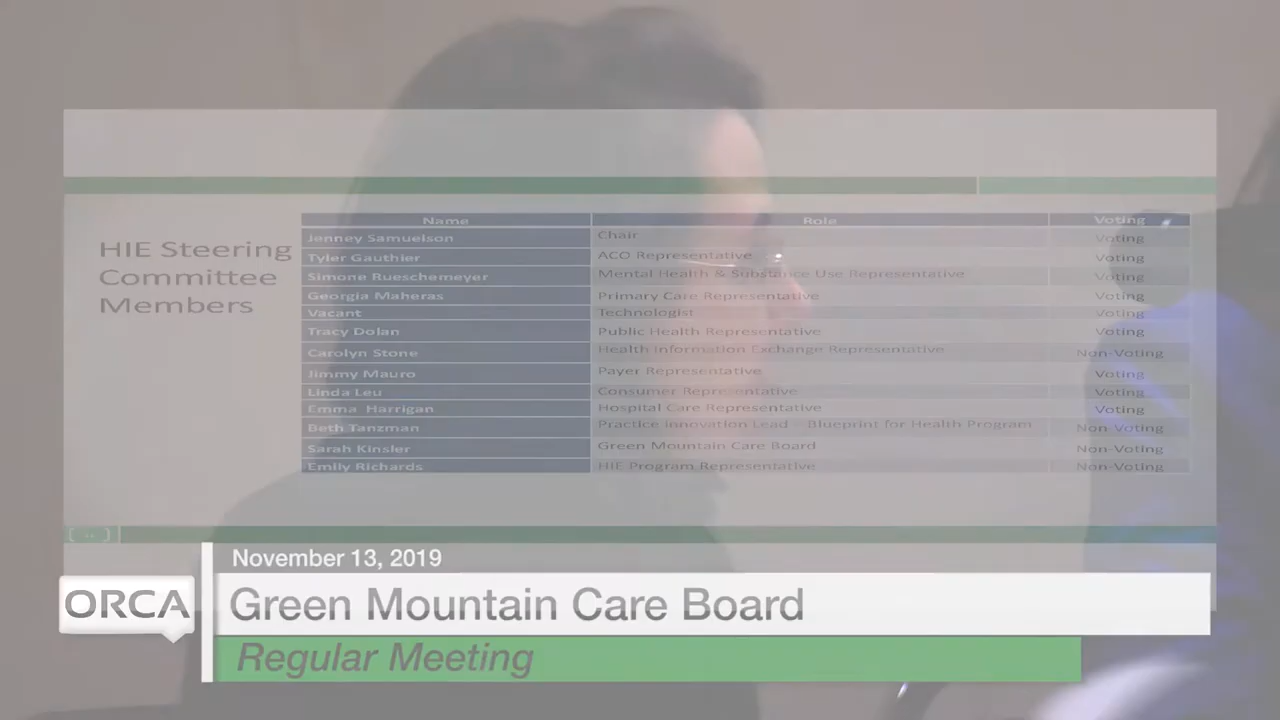 HIE Steering
Committee
Members
Name Role Voting
Jenney Samuelson Chair Voting
Tyler Gauthier ACO Representative Voting
Simone Rueschemeyer Mental Health & Substance Use Representative Voting
Georgia Maheras Primary Care Representative Voting
Vacant Technologist Voting
Tracy Dolan Public Health Representative Voting
Carolyn Stone Health Information Exchange Representative Non-Voting
Jimmy Mauro Payer Representative Voting
Linda Leu Consumer Representative Voting
Emma Harrigan Hospital Care Representative Voting
Beth Tanzman Practice Innovation Lead – Blueprint for Health Program Non-Voting
Sarah Kinsler Green Mountain Care Board Non-Voting
Emily Richards HIE Program Representative Non-Voting
November 13, 2019
ORCA
Green Mountain Care Board
Regular Meeting